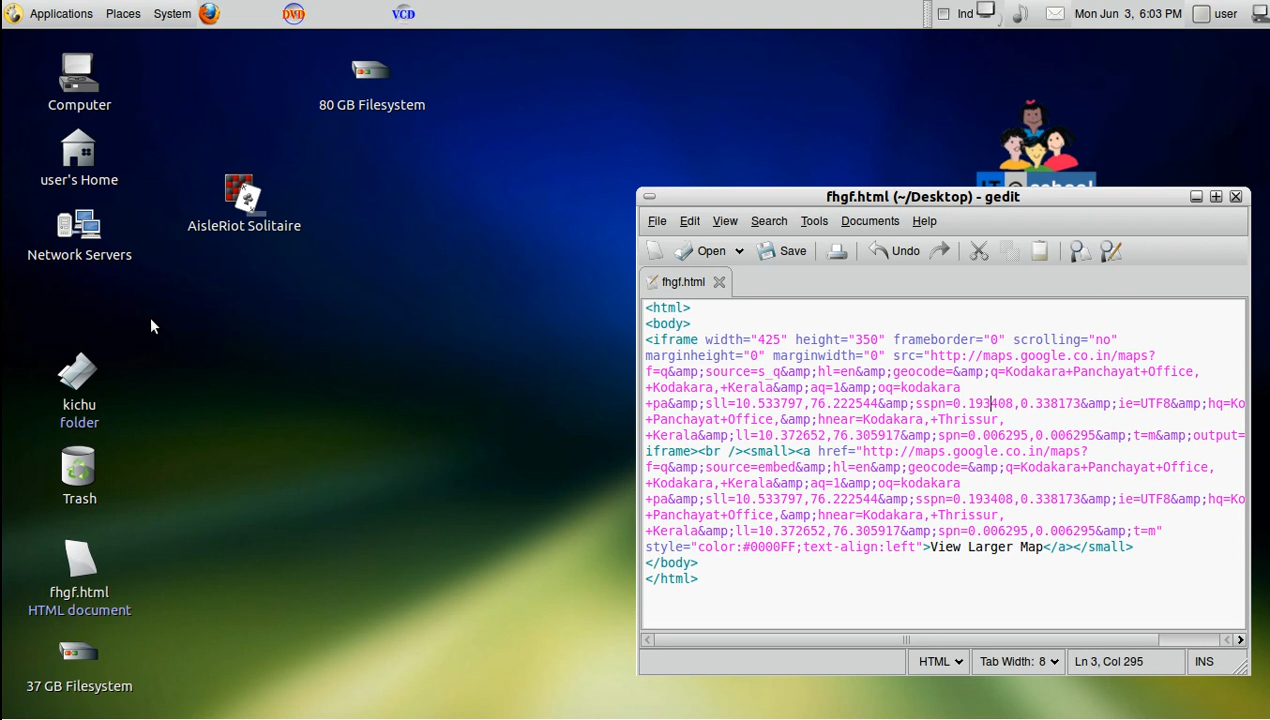 Applications Places System DVD VCD Ind Mon Jun 3, 6:03 PM user
Computer
80 GB Filesystem
user's Home
AisleRiot Solitaire
Network Servers
kichu
folder
Trash
fhgf.html
HTML document
37 GB Filesystem
IT@school
fhgf.html (~/Desktop) - gedit
File Edit View Search Tools Documents Help
Open Save Undo
fhgf.html
<html>
<body>
<iframe width="425" height="350" frameborder="0" scrolling="no"
marginheight="0" marginwidth="0" src="http://maps.google.co.in/maps?
f=q&amp;source=s_q&amp;hl=en&amp;geocode=&amp;q=Kodakara+Panchayat+Office,
+Kodakara,+Kerala&amp;aq=1&amp;oq=kodakara
+pa&amp;sll=10.533797,76.222544&amp;sspn=0.193408,0.338173&amp;ie=UTF8&amp;hq=Ko
+Panchayat+Office,&amp;hnear=Kodakara,+Thrissur,
+Kerala&amp;ll=10.372652,76.305917&amp;spn=0.006295,0.006295&amp;t=m&amp;output=
iframe><br /><small><a href="http://maps.google.co.in/maps?
f=q&amp;source=embed&amp;hl=en&amp;geocode=&amp;q=Kodakara+Panchayat+Office,
+Kodakara,+Kerala&amp;aq=1&amp;oq=kodakara
+pa&amp;sll=10.533797,76.222544&amp;sspn=0.193408,0.338173&amp;ie=UTF8&amp;hq=Ko
+Panchayat+Office,&amp;hnear=Kodakara,+Thrissur,
+Kerala&amp;ll=10.372652,76.305917&amp;spn=0.006295,0.006295&amp;t=m"
style="color:#0000FF;text-align:left">View Larger Map</a></small>
</body>
</html>
HTML Tab Width: 8 Ln 3, Col 295 INS